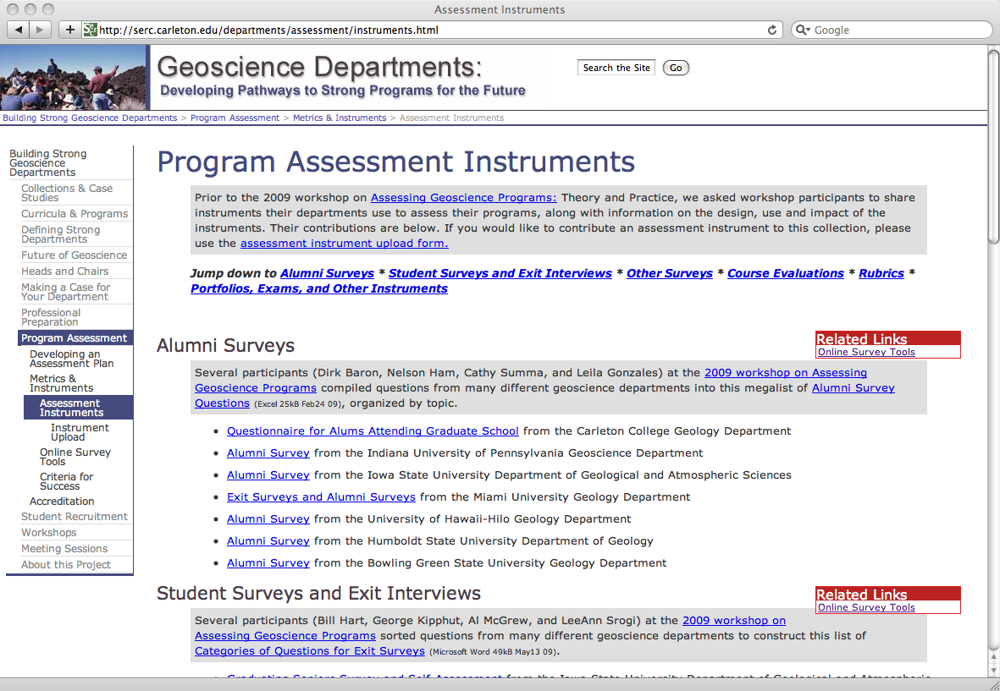 Assessment Instruments
http://serc.carleton.edu/departments/assessment/instruments.html
Google
Geoscience Departments:
Developing Pathways to Strong Programs for the Future
Search the Site
Go
Building Strong Geoscience Departments > Program Assessment > Metrics & Instruments > Assessment Instruments
Building Strong
Geoscience
Departments
Collections & Case
Studies
Curricula & Programs
Defining Strong
Departments
Future of Geoscience
Heads and Chairs
Making a Case for
Your Department
Professional
Preparation
Program Assessment
Developing an
Assessment Plan
Metrics &
Instruments
Assessment
Instruments
Instrument
Upload
Online Survey
Tools
Criteria for
Success
Accreditation
Student Recruitment
Workshops
Meeting Sessions
About this Project
Program Assessment Instruments
Prior to the 2009 workshop on Assessing Geoscience Programs: Theory and Practice, we asked workshop participants to share
instruments their departments use to assess their programs, along with information on the design, use and impact of the
instruments. Their contributions are below. If you would like to contribute an assessment instrument to this collection, please
use the assessment instrument upload form.
Jump down to Alumni Surveys * Student Surveys and Exit Interviews * Other Surveys * Course Evaluations * Rubrics *
Portfolios, Exams, and Other Instruments
Alumni Surveys
Related Links
Online Survey Tools
Several participants (Dirk Baron, Nelson Ham, Cathy Summa, and Leila Gonzales) at the 2009 workshop on Assessing
Geoscience Programs compiled questions from many different geoscience departments into this megalist of Alumni Survey
Questions (Excel 25kB Feb24 09), organized by topic.
• Questionnaire for Alums Attending Graduate School from the Carleton College Geology Department
• Alumni Survey from the Indiana University of Pennsylvania Geoscience Department
• Alumni Survey from the Iowa State University Department of Geological and Atmospheric Sciences
• Exit Surveys and Alumni Surveys from the Miami University Geology Department
• Alumni Survey from the University of Hawaii-Hilo Geology Department
• Alumni Survey from the Humboldt State University Department of Geology
• Alumni Survey from the Bowling Green State University Geology Department
Student Surveys and Exit Interviews
Related Links
Online Survey Tools
Several participants (Bill Hart, George Kipphut, Al McGrew, and LeeAnn Srogi) at the 2009 workshop on
Assessing Geoscience Programs sorted questions from many different geoscience departments to construct this list of
Categories of Questions for Exit Surveys (Microsoft Word 49kB May13 09).
• Graduating Seniors Survey and Self-Assessment from the Iowa State University Department of Geological and Atmospheric